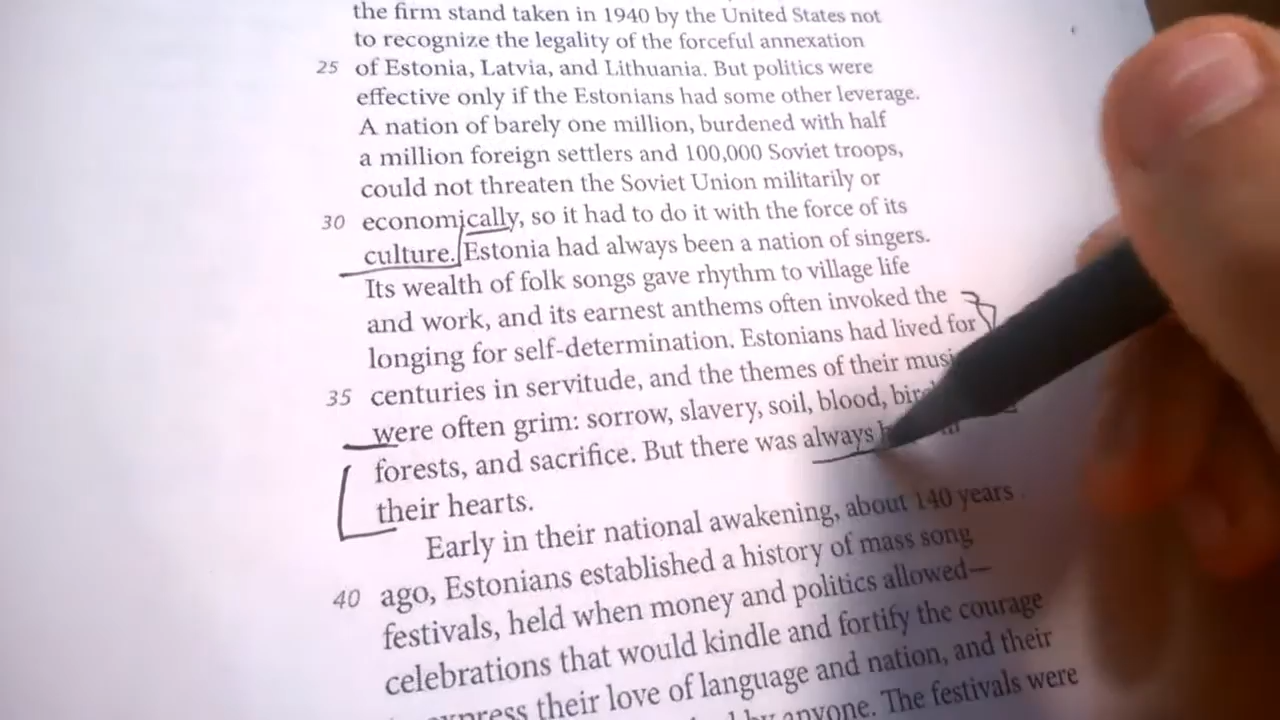 the firm stand taken in 1940 by the United States not
to recognize the legality of the forceful annexation
25 of Estonia, Latvia, and Lithuania. But politics were
effective only if the Estonians had some other leverage.
A nation of barely one million, burdened with half
a million foreign settlers and 100,000 Soviet troops,
could not threaten the Soviet Union militarily or
30 economically, so it had to do it with the force of its
culture. Estonia had always been a nation of singers.
Its wealth of folk songs gave rhythm to village life
and work, and its earnest anthems often invoked the
longing for self-determination. Estonians had lived for
35 centuries in servitude, and the themes of their
were often grim: sorrow, slavery, soil, blood,
forests, and sacrifice. But there was always
their hearts.
Early in their national awakening, about 140 years
40 ago, Estonians established a history of mass song
festivals, held when money and politics allowed—
celebrations that would kindle and fortify the courage
their love of language and nation, and their
by anyone. The festivals were